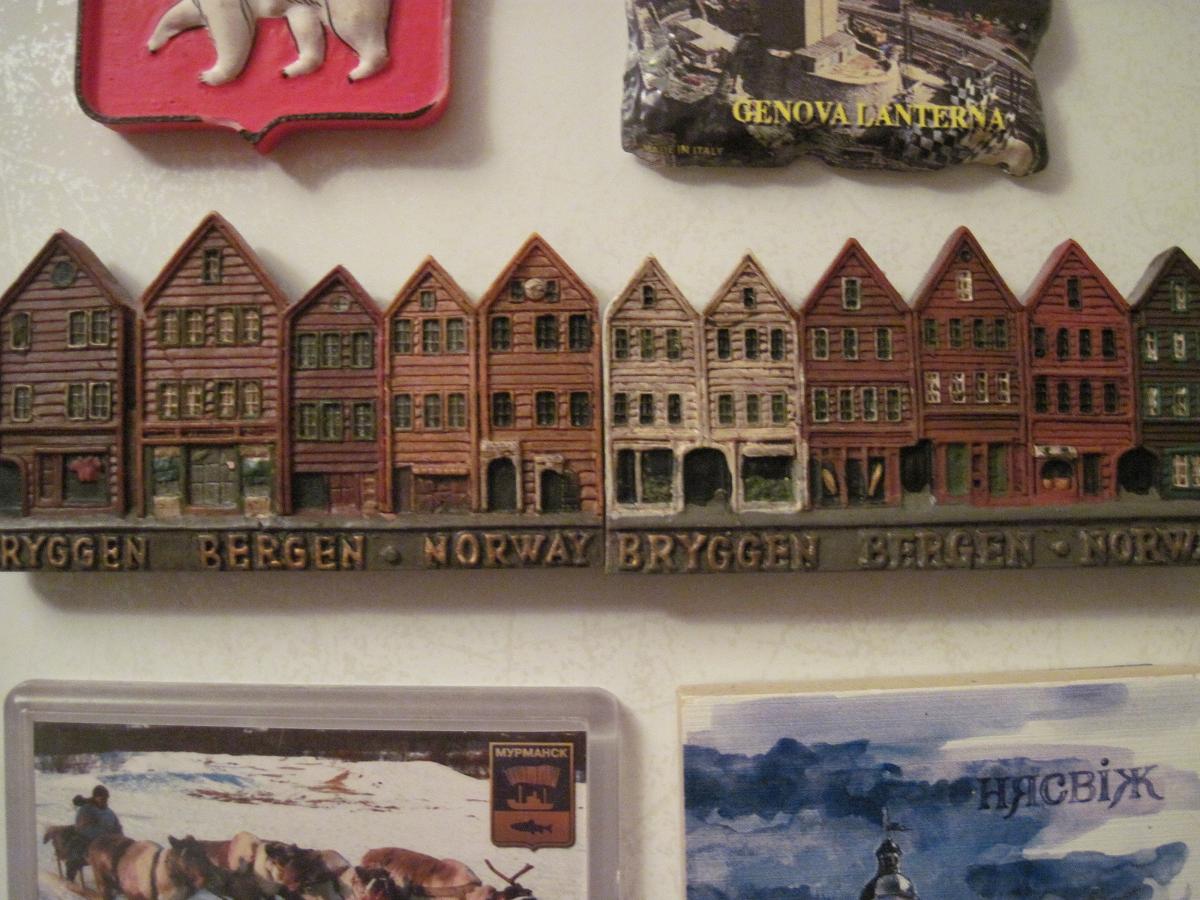 GENOVA LANTERNA
MADE IN ITALY
RYGGEN BERGEN • NORWAY
BRYGGEN BERGEN • NORWA
МУРМАНСК
НЯСВІЖ